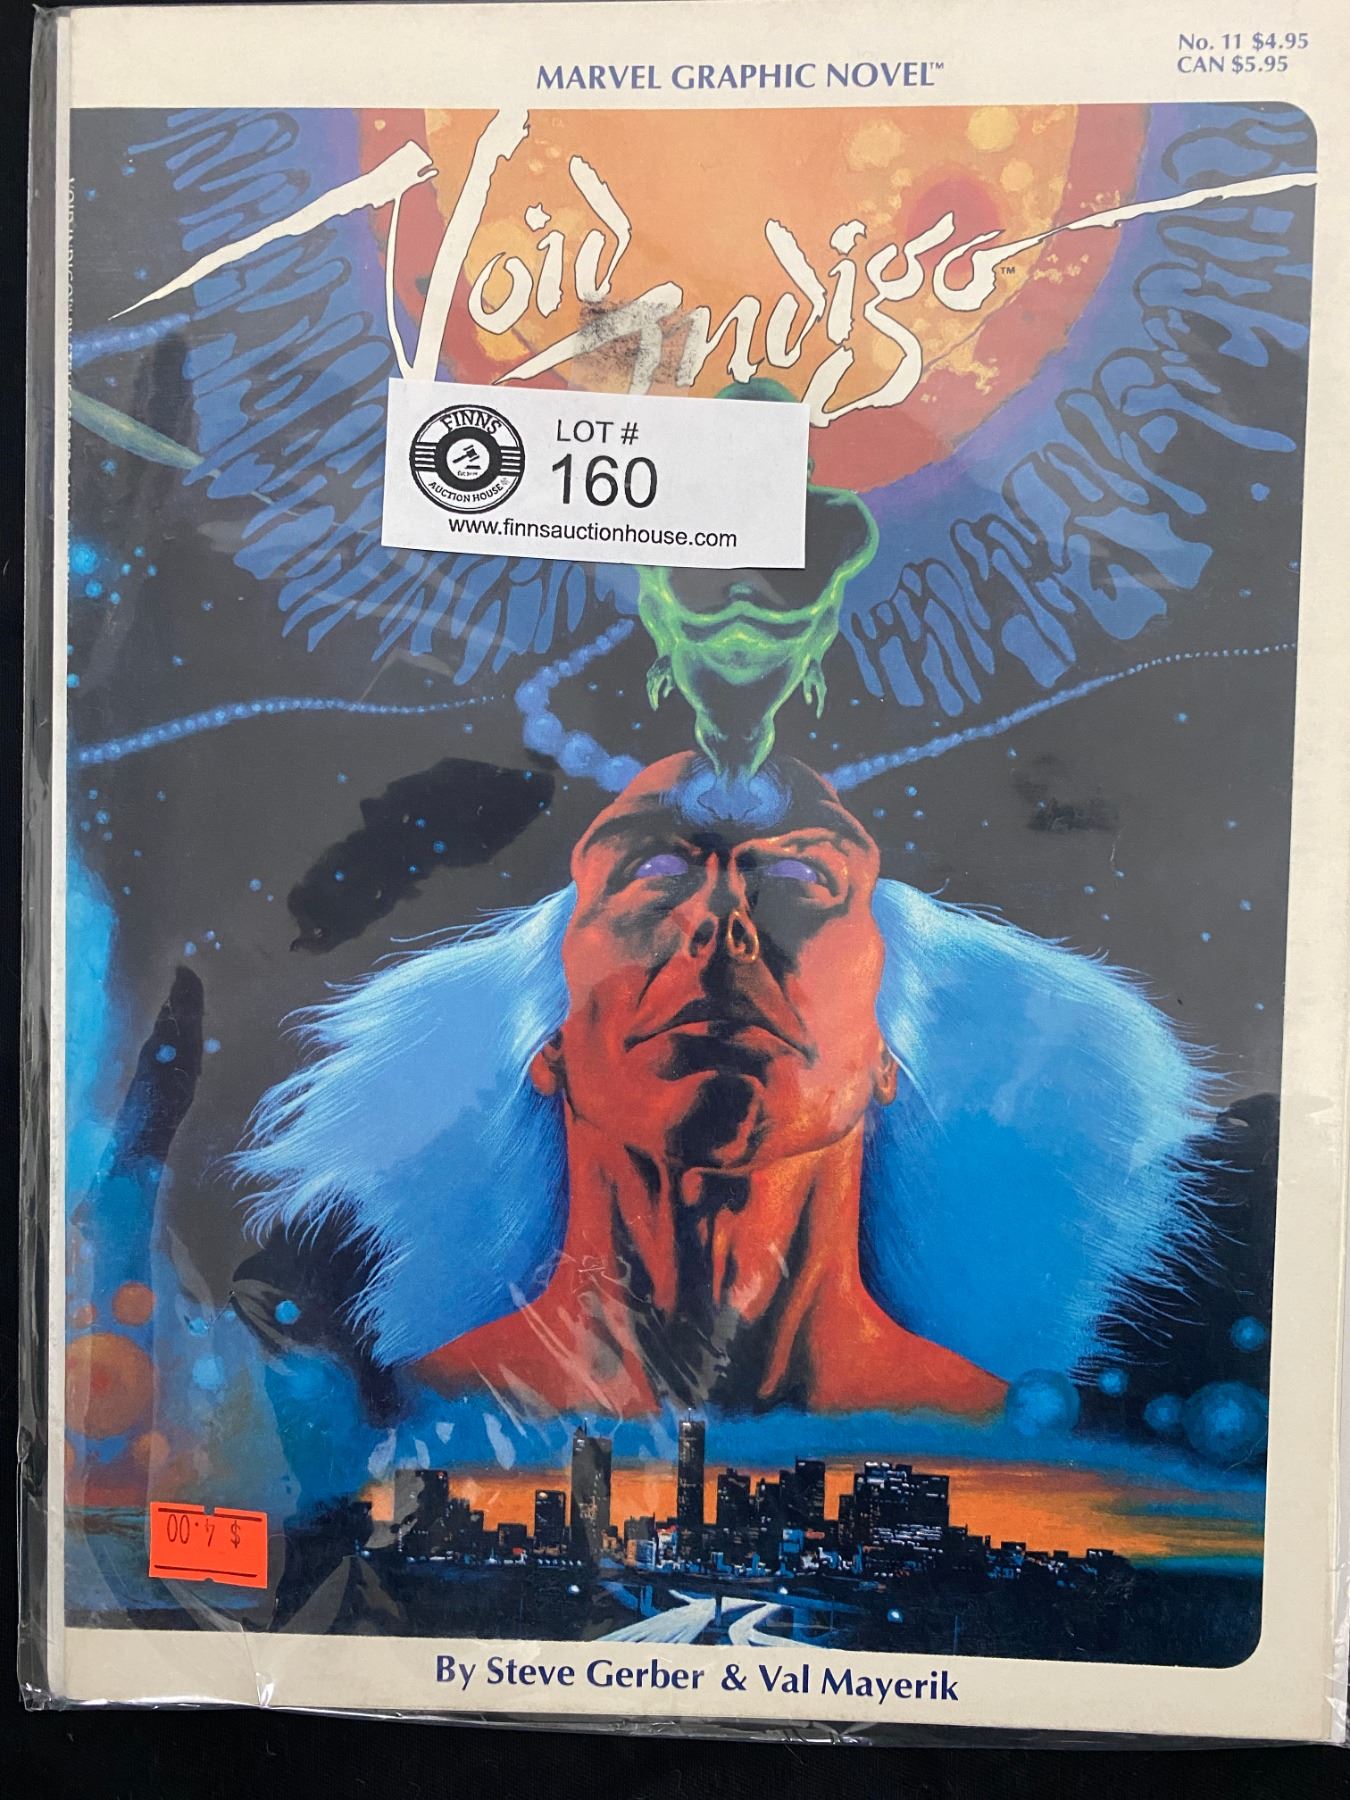 No. 11 $4.95
CAN $5.95
MARVEL GRAPHIC NOVEL™
Void
Indigo™
FINNS
AUCTION HOUSE
LOT #
160
www.finnsauctionhouse.com
$ 4.00
By Steve Gerber & Val Mayerik